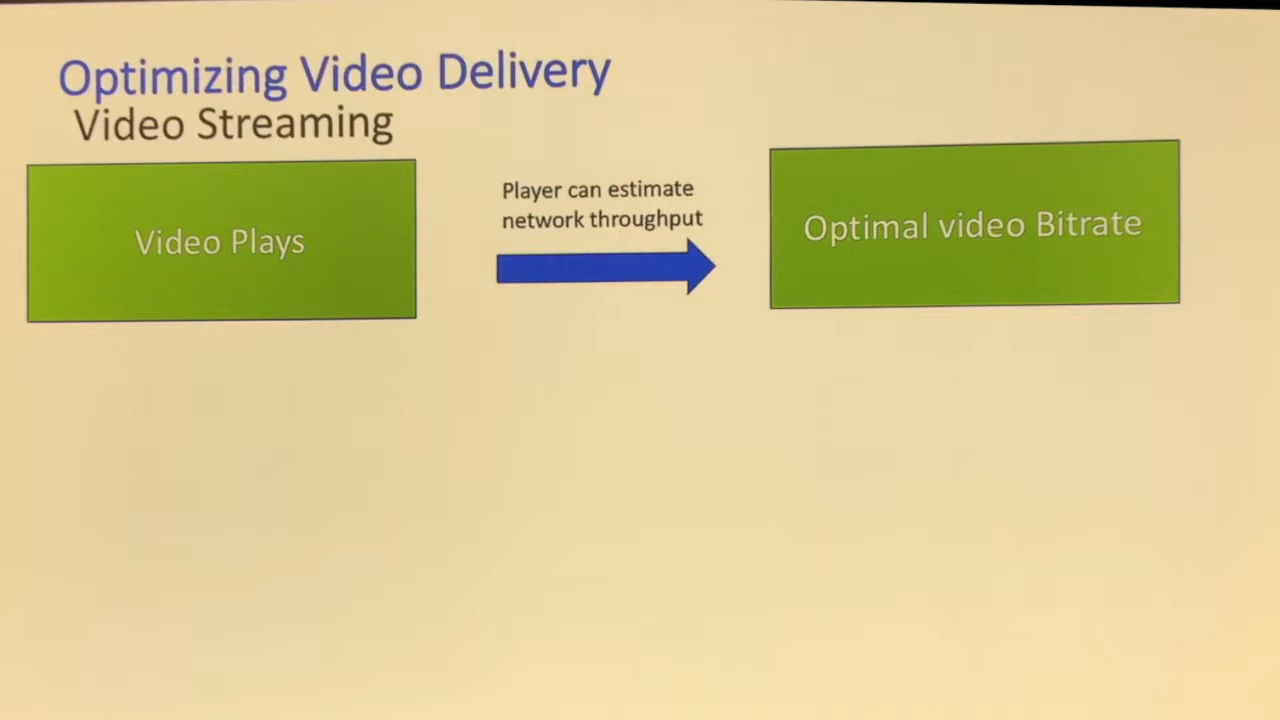 Optimizing Video Delivery
Video Streaming
Video Plays
Player can estimate
network throughput
Optimal video Bitrate